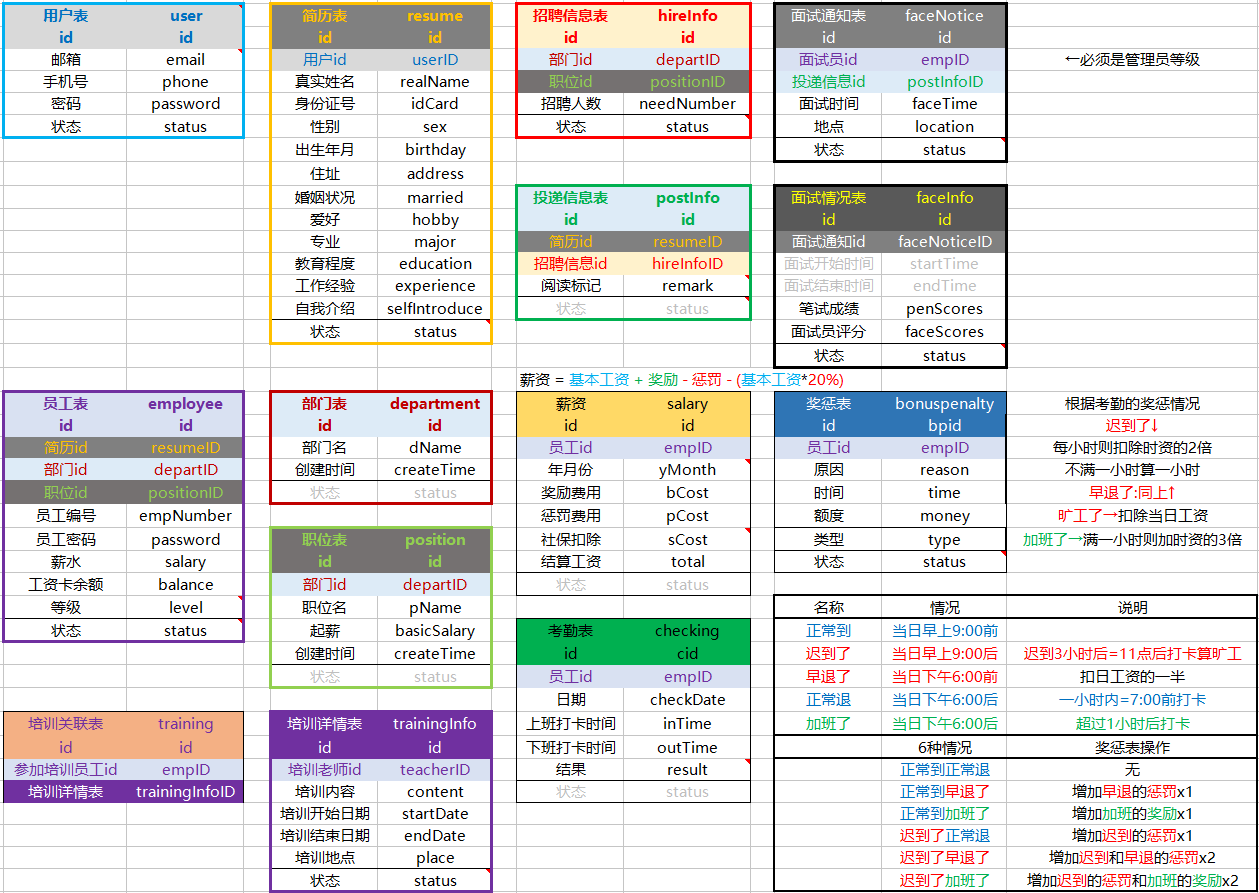 用户表 user
id id
邮箱 email
手机号 phone
密码 password
状态 status
简历表 resume
id id
用户id userID
真实姓名 realName
身份证号 idCard
性别 sex
出生年月 birthday
住址 address
婚姻状况 married
爱好 hobby
专业 major
教育程度 education
工作经验 experience
自我介绍 selfIntroduce
状态 status
招聘信息表 hireInfo
id id
部门id departID
职位id positionID
招聘人数 needNumber
状态 status
面试通知表 faceNotice
id id
面试员id empID
投递信息id postInfoID
面试时间 faceTime
地点 location
状态 status
←必须是管理员等级
投递信息表 postInfo
id id
简历id resumeID
招聘信息id hireInfoID
阅读标记 remark
状态 status
面试情况表 faceInfo
id id
面试通知id faceNoticeID
面试开始时间 startTime
面试结束时间 endTime
笔试成绩 penScores
面试员评分 faceScores
状态 status
员工表 employee
id id
简历id resumeID
部门id departID
职位id positionID
员工编号 empNumber
员工密码 password
薪水 salary
工资卡余额 balance
等级 level
状态 status
部门表 department
id id
部门名 dName
创建时间 createTime
状态 status
职位表 position
id id
部门id departID
职位名 pName
起薪 basicSalary
创建时间 createTime
状态 status
薪资 = 基本工资 + 奖励 - 惩罚 - (基本工资*20%)
薪资 salary
id id
员工id empID
年月份 yMonth
奖励费用 bCost
惩罚费用 pCost
社保扣除 sCost
结算工资 total
状态 status
奖惩表 bonuspenalty
id bpid
员工id empID
原因 reason
时间 time
额度 money
类型 type
状态 status
根据考勤的奖惩情况
迟到了↓
每小时则扣除时资的2倍
不满一小时算一小时
早退了:同上↑
旷工了→扣除当日工资
加班了→满一小时则加时资的3倍
考勤表 checking
id cid
员工id empID
日期 checkDate
上班打卡时间 inTime
下班打卡时间 outTime
结果 result
状态 status
名称 情况 说明
正常到 当日早上9:00前
迟到了 当日早上9:00后 迟到3小时后=11点后打卡算旷工
早退了 当日下午6:00前 扣日工资的一半
正常退 当日下午6:00后 一小时内=7:00前打卡
加班了 当日下午6:00后 超过1小时后打卡
6种情况 奖惩表操作
正常到正常退 无
正常到早退了 增加早退的惩罚x1
正常到加班了 增加加班的奖励x1
迟到了正常退 增加迟到的惩罚x1
迟到了早退了 增加迟到和早退的惩罚x2
迟到了加班了 增加迟到的惩罚和加班的奖励x2
培训关联表 training
id id
参加培训员工id empID
培训详情表 trainingInfoID
培训详情表 trainingInfo
id id
培训老师id teacherID
培训内容 content
培训开始日期 startDate
培训结束日期 endDate
培训地点 place
状态 status